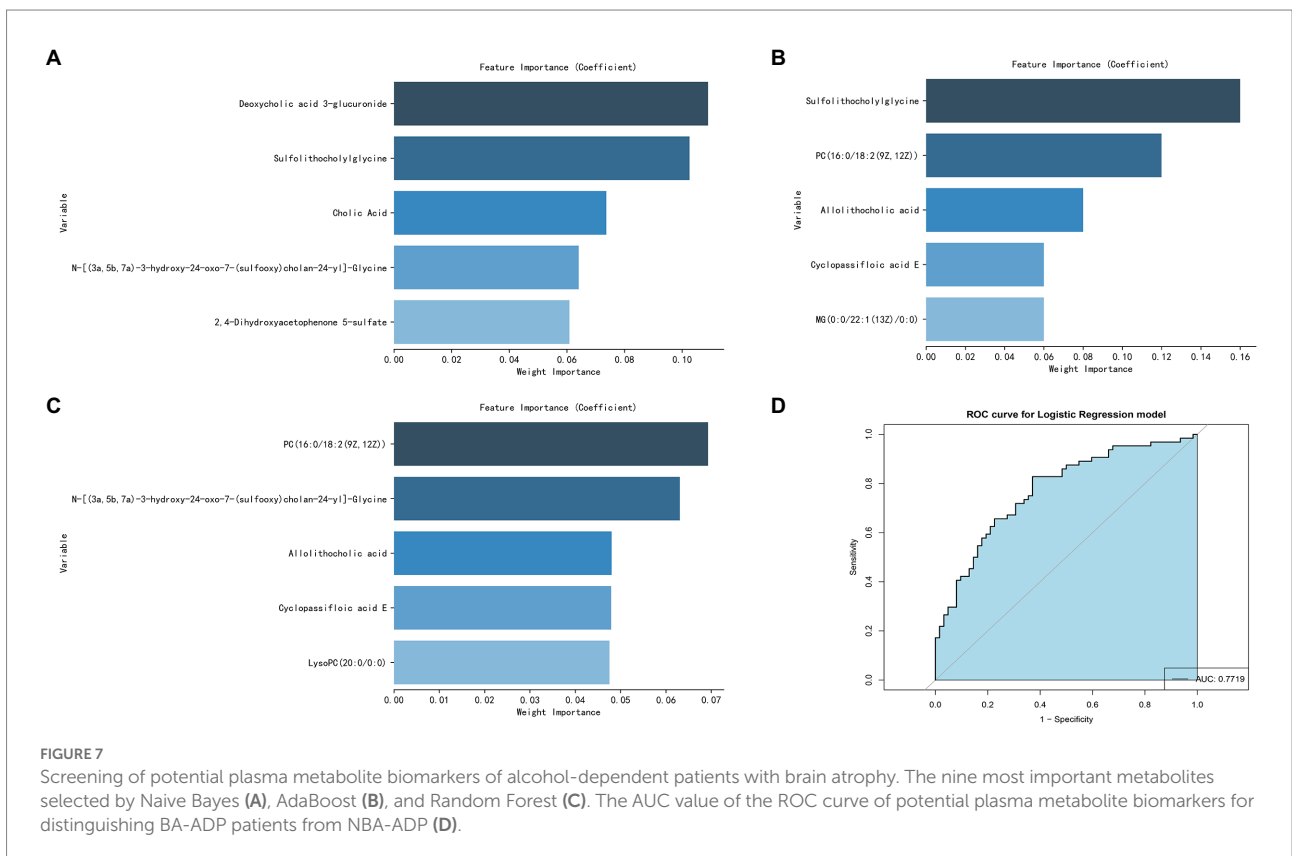 A
Feature Importance (Coefficient)
Variable
Deoxycholic acid 3-glucuronide
Sulfolithocholylglycine
Cholic Acid
N-[(3a,5b,7a)-3-hydroxy-24-oxo-7-(sulfooxy)cholan-24-yl]-Glycine
2,4-Dihydroxyacetophenone 5-sulfate
0.00 0.02 0.04 0.06 0.08 0.10
Weight Importance
B
Feature Importance (Coefficient)
Variable
Sulfolithocholylglycine
PC(16:0/18:2(9Z,12Z))
Allolithocholic acid
Cyclopassifloic acid E
MG(0:0/22:1(13Z)/0:0)
0.00 0.02 0.04 0.06 0.08 0.10 0.12 0.14 0.16
Weight Importance
C
Feature Importance (Coefficient)
Variable
PC(16:0/18:2(9Z,12Z))
N-[(3a,5b,7a)-3-hydroxy-24-oxo-7-(sulfooxy)cholan-24-yl]-Glycine
Allolithocholic acid
Cyclopassifloic acid E
LysoPC(20:0/0:0)
0.00 0.01 0.02 0.03 0.04 0.05 0.06 0.07
Weight Importance
D
ROC curve for Logistic Regression model
Sensitivity
1.0
0.8
0.6
0.4
0.2
0.0
AUC: 0.7719
0.0 0.2 0.4 0.6 0.8 1.0
1 − Specificity
FIGURE 7
Screening of potential plasma metabolite biomarkers of alcohol-dependent patients with brain atrophy. The nine most important metabolites
selected by Naive Bayes (A), AdaBoost (B), and Random Forest (C). The AUC value of the ROC curve of potential plasma metabolite biomarkers for
distinguishing BA-ADP patients from NBA-ADP (D).